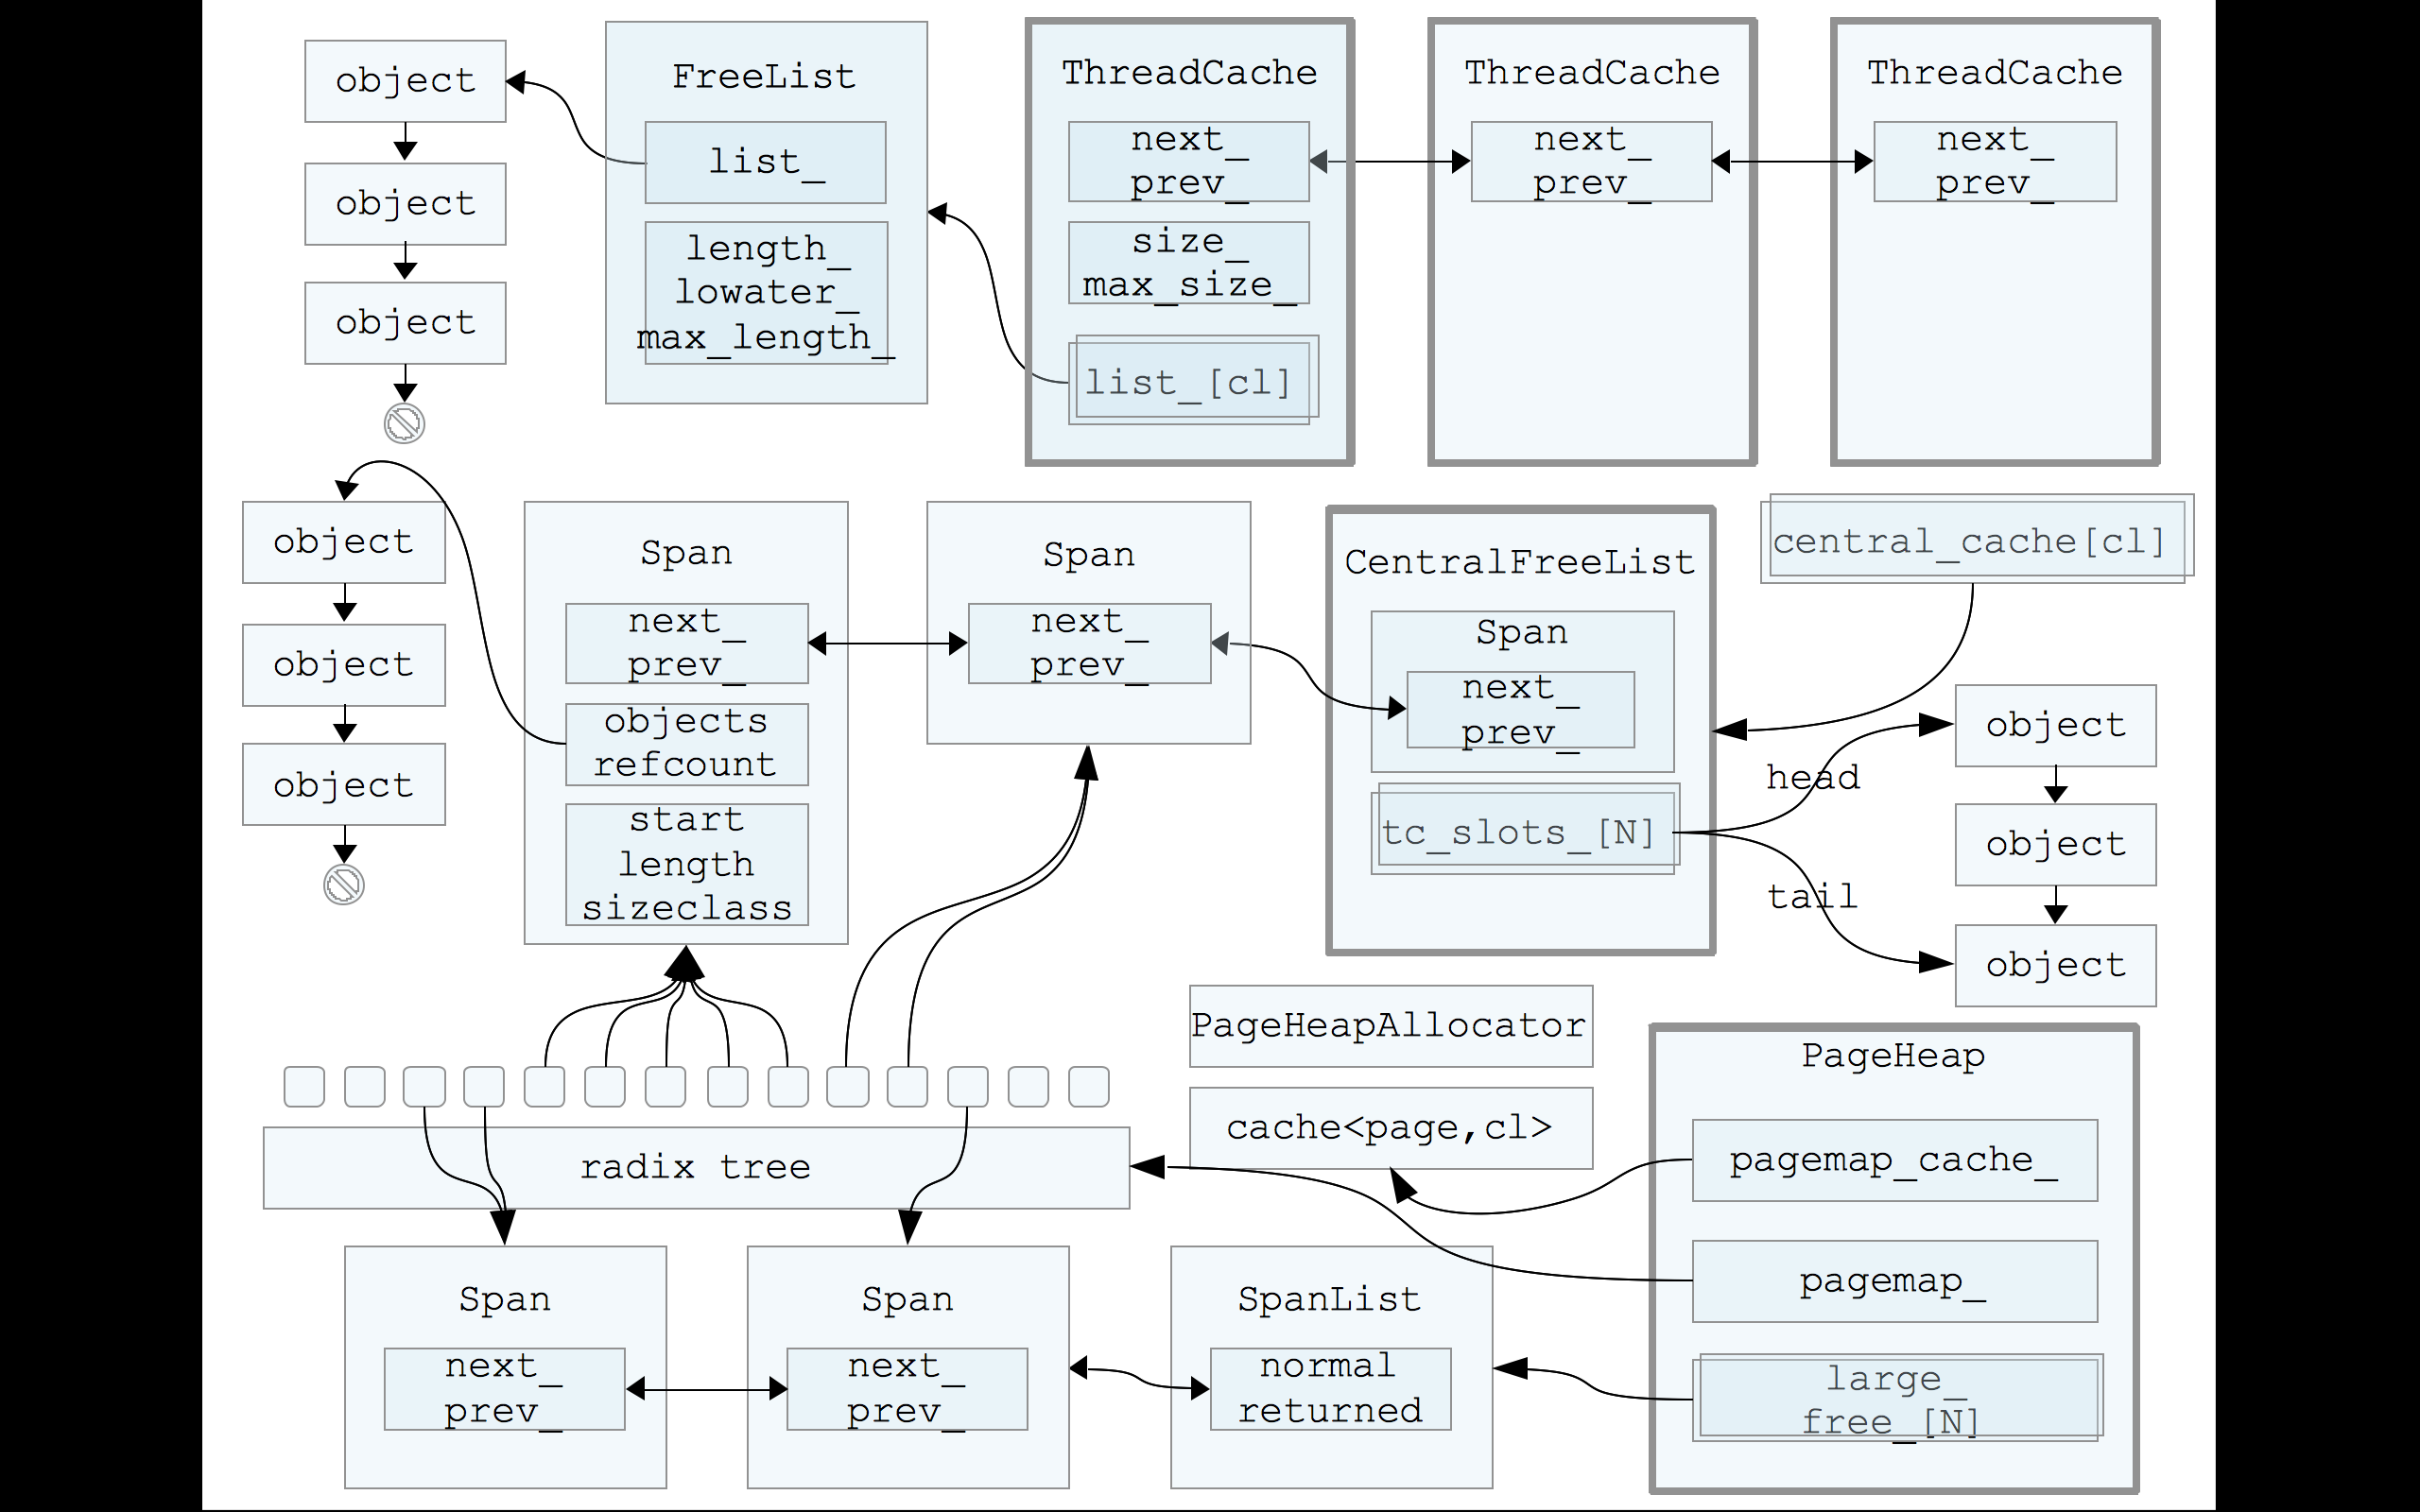 object
object
object
FreeList
list_
length_
lowater_
max_length_
ThreadCache
next_
prev_
size_
max_size_
list_[cl]
ThreadCache
next_
prev_
ThreadCache
next_
prev_
object
object
object
Span
next_
prev_
objects
refcount
start
length
sizeclass
Span
next_
prev_
CentralFreeList
Span
next_
prev_
tc_slots_[N]
central_cache[cl]
head
tail
object
object
object
PageHeapAllocator
cache<page,cl>
radix tree
PageHeap
pagemap_cache_
pagemap_
large_
free_[N]
Span
next_
prev_
Span
next_
prev_
SpanList
normal
returned